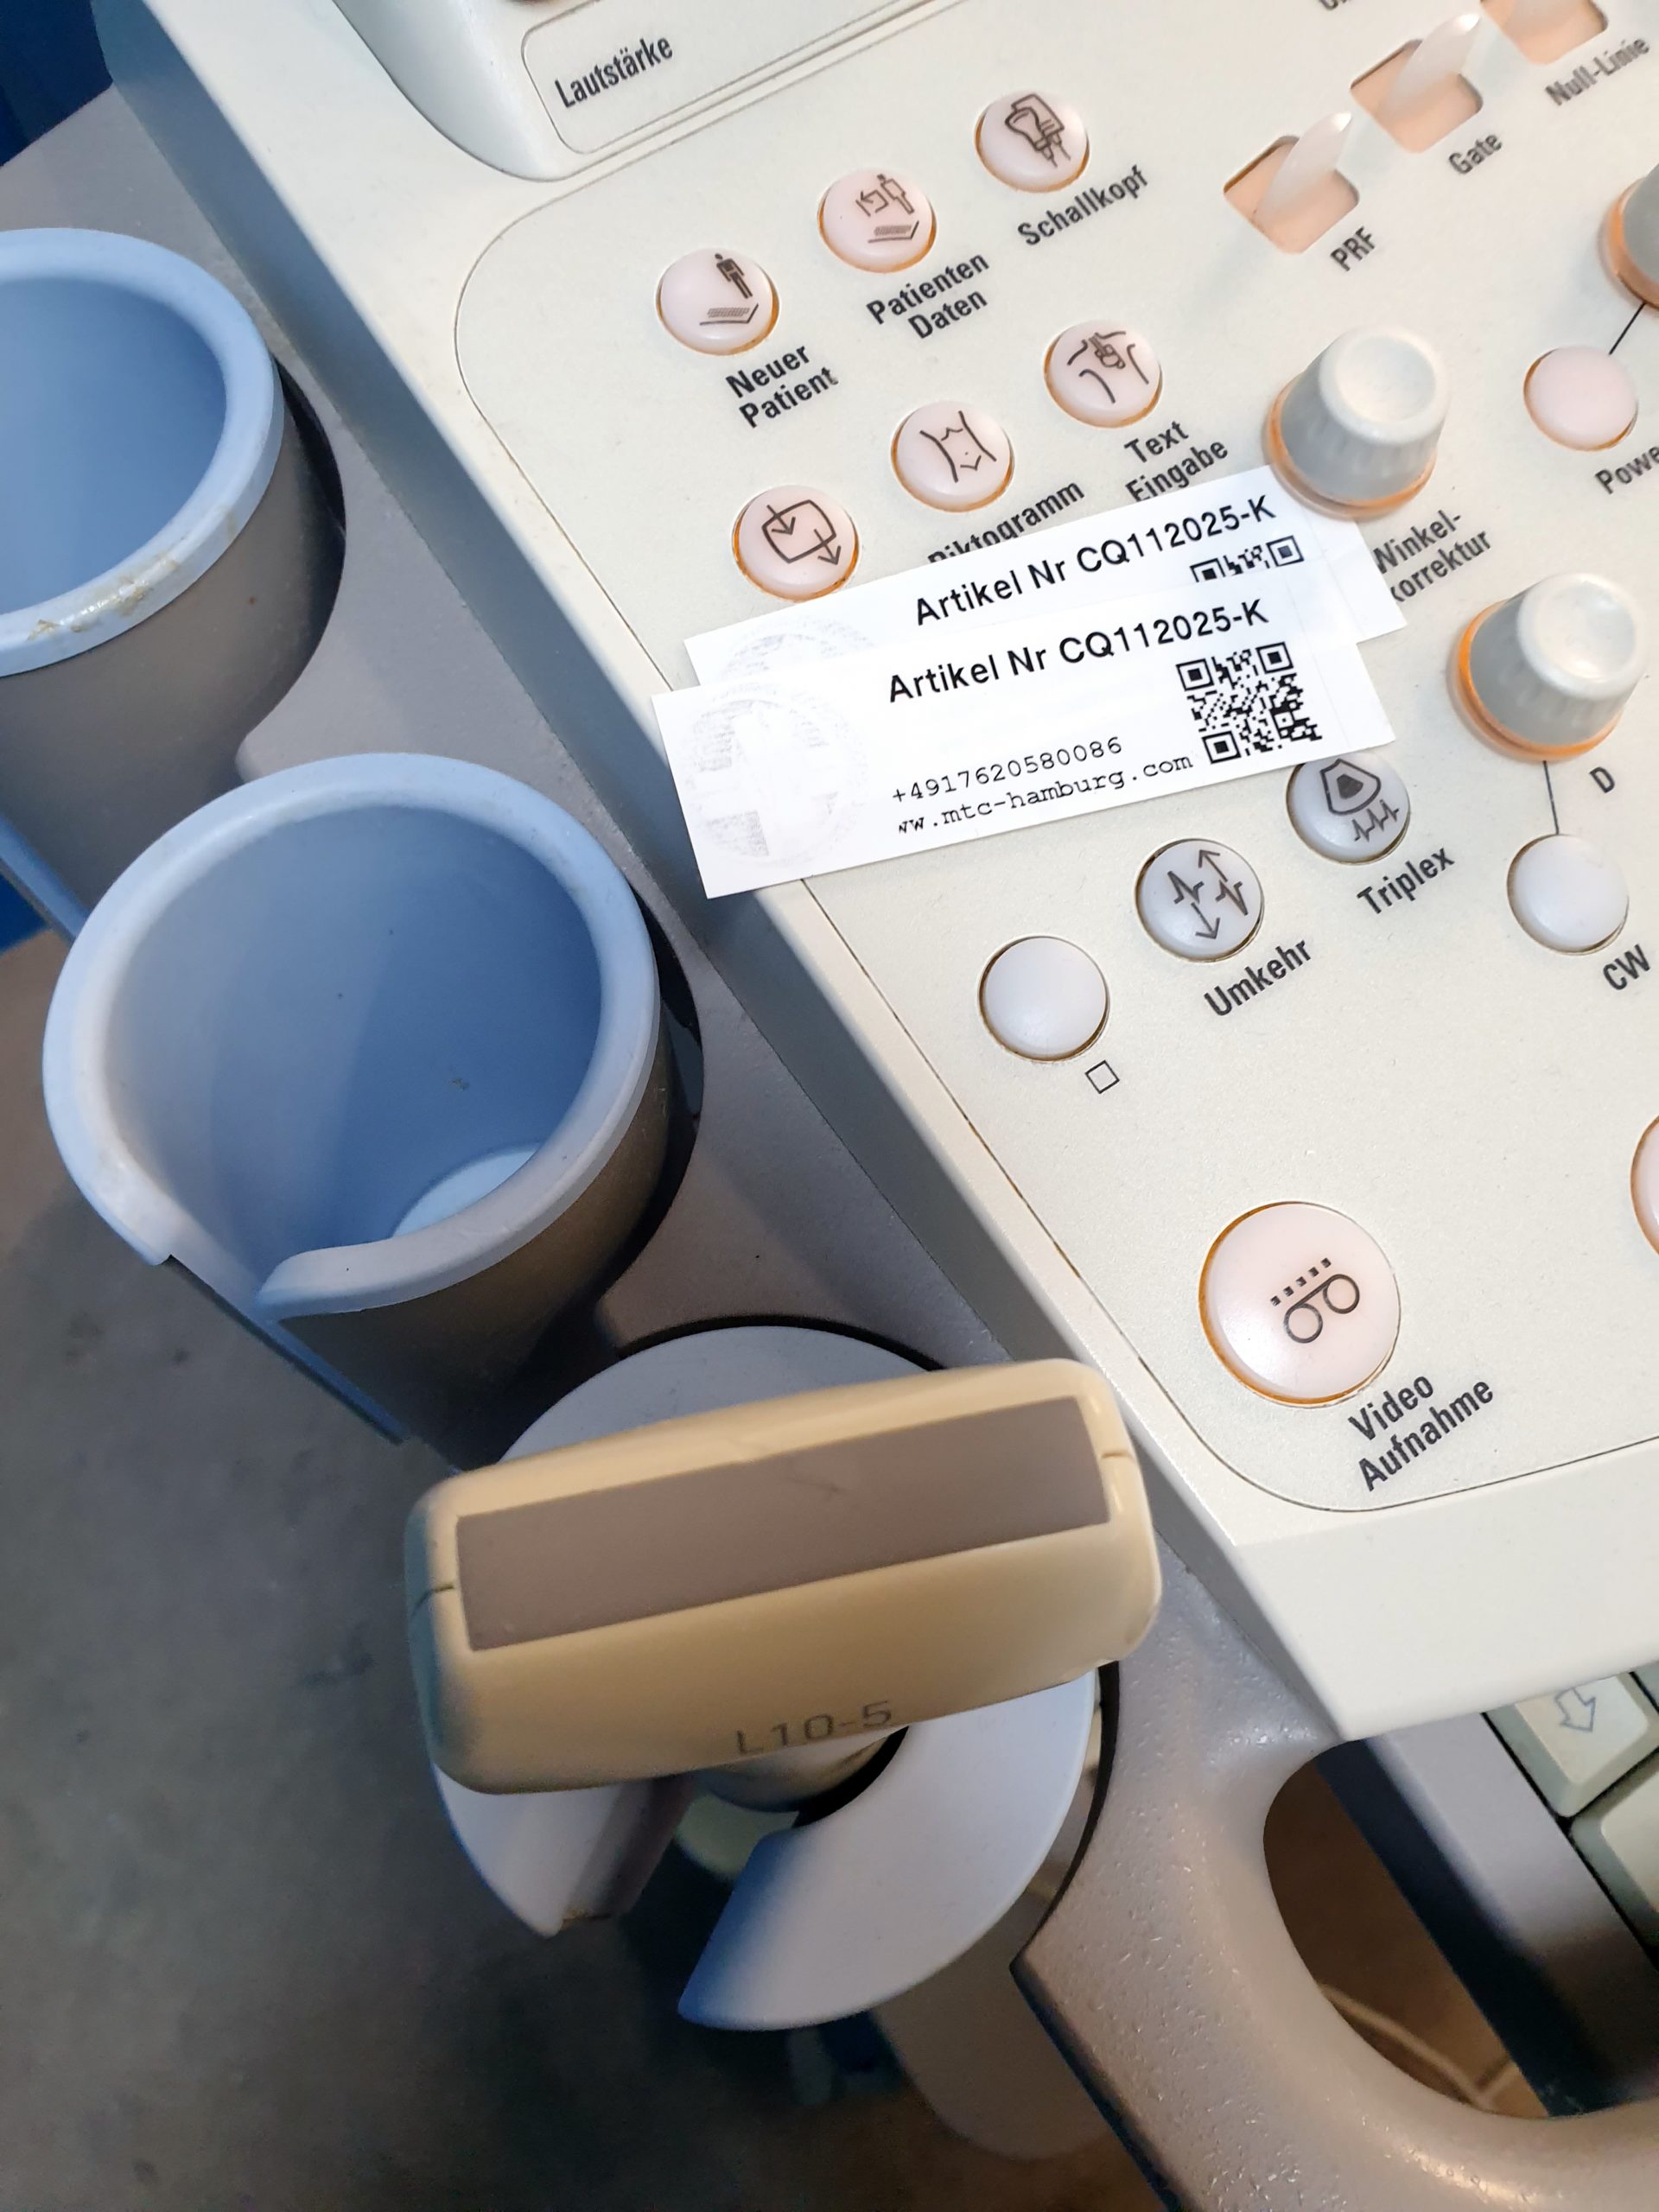 Lautstärke
Null-Linie
Gate
Schallkopf
PRF
Patienten
Daten
Neuer
Patient
Text
Eingabe
Piktogramm
Winkel-
korrektur
Artikel Nr CQ112025-K
Artikel Nr CQ112025-K
+4917620580086
ww.mtc-hamburg.com
D
Triplex
CW
Umkehr
Video
Aufnahme
L10-5